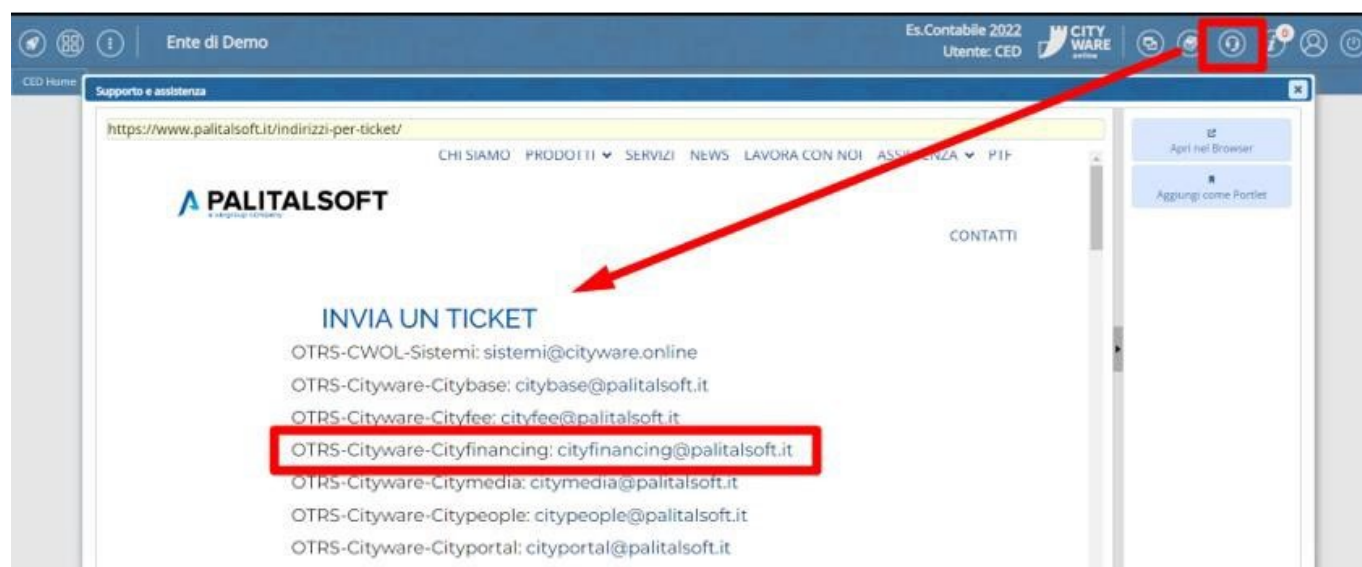 Ente di Demo
Es.Contabile 2022
Utente: CED
CITY
WARE
online
0
CED Home
Supporto e assistenza
https://www.palitalsoft.it/indirizzi-per-ticket/
CHI SIAMO PRODOTTI SERVIZI NEWS LAVORA CON NOI ASSISTENZA PTF
PALITALSOFT
CONTATTI
Apri nel Browser
Aggiungi come Portlet
INVIA UN TICKET
OTRS-CWOL-Sistemi: sistemi@cityware.online
OTRS-Cityware-Citybase: citybase@palitalsoft.it
OTRS-Cityware-Cityfee: cityfee@palitalsoft.it
OTRS-Cityware-Cityfinancing: cityfinancing@palitalsoft.it
OTRS-Cityware-Citymedia: citymedia@palitalsoft.it
OTRS-Cityware-Citypeople: citypeople@palitalsoft.it
OTRS-Cityware-Cityportal: cityportal@palitalsoft.it